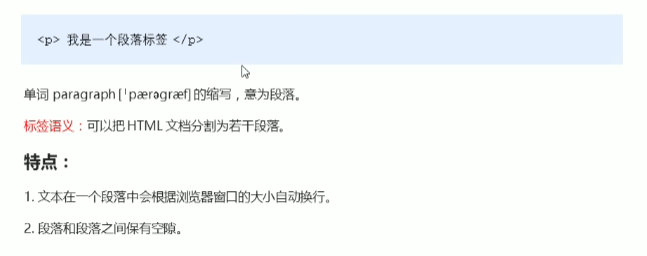 <p> 我是一个段落标签 </p>
单词 paragraph [ˈpærəgræf] 的缩写，意为段落。
标签语义：可以把 HTML 文档分割为若干段落。
特点：
1. 文本在一个段落中会根据浏览器窗口的大小自动换行。
2. 段落和段落之间保有空隙。